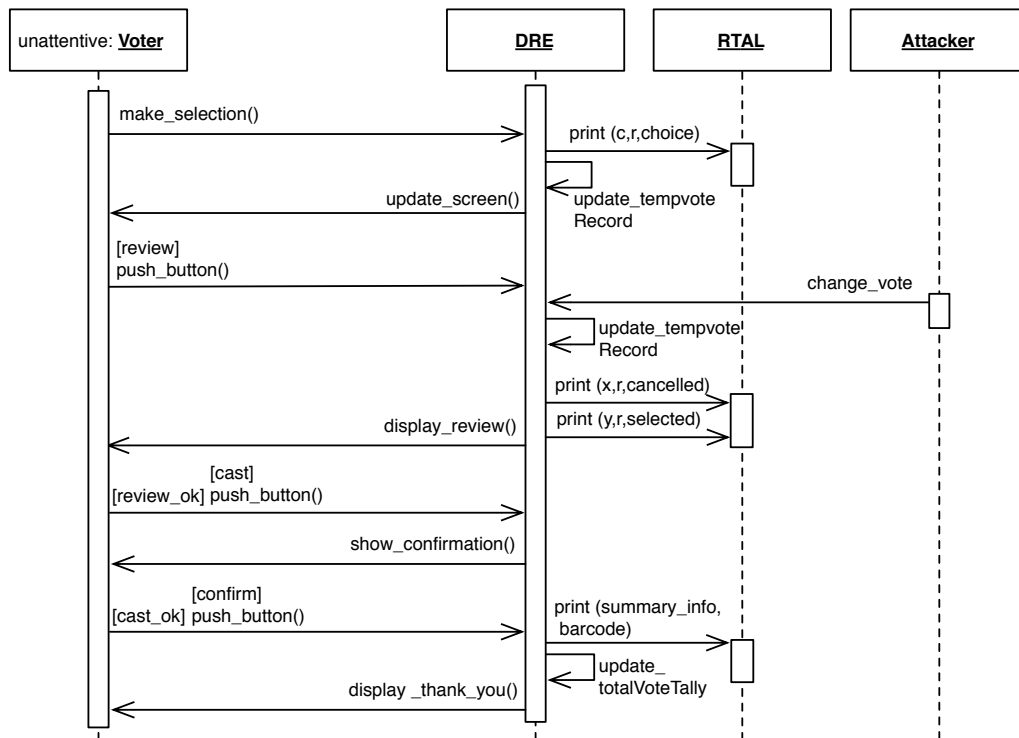 unattentive: Voter
DRE
RTAL
Attacker
make_selection()
print (c,r,choice)
update_tempvote
Record
update_screen()
[review]
push_button()
change_vote
update_tempvote
Record
print (x,r,cancelled)
print (y,r,selected)
display_review()
[cast]
[review_ok] push_button()
show_confirmation()
[confirm]
[cast_ok] push_button()
print (summary_info,
barcode)
update_
totalVoteTally
display _thank_you()